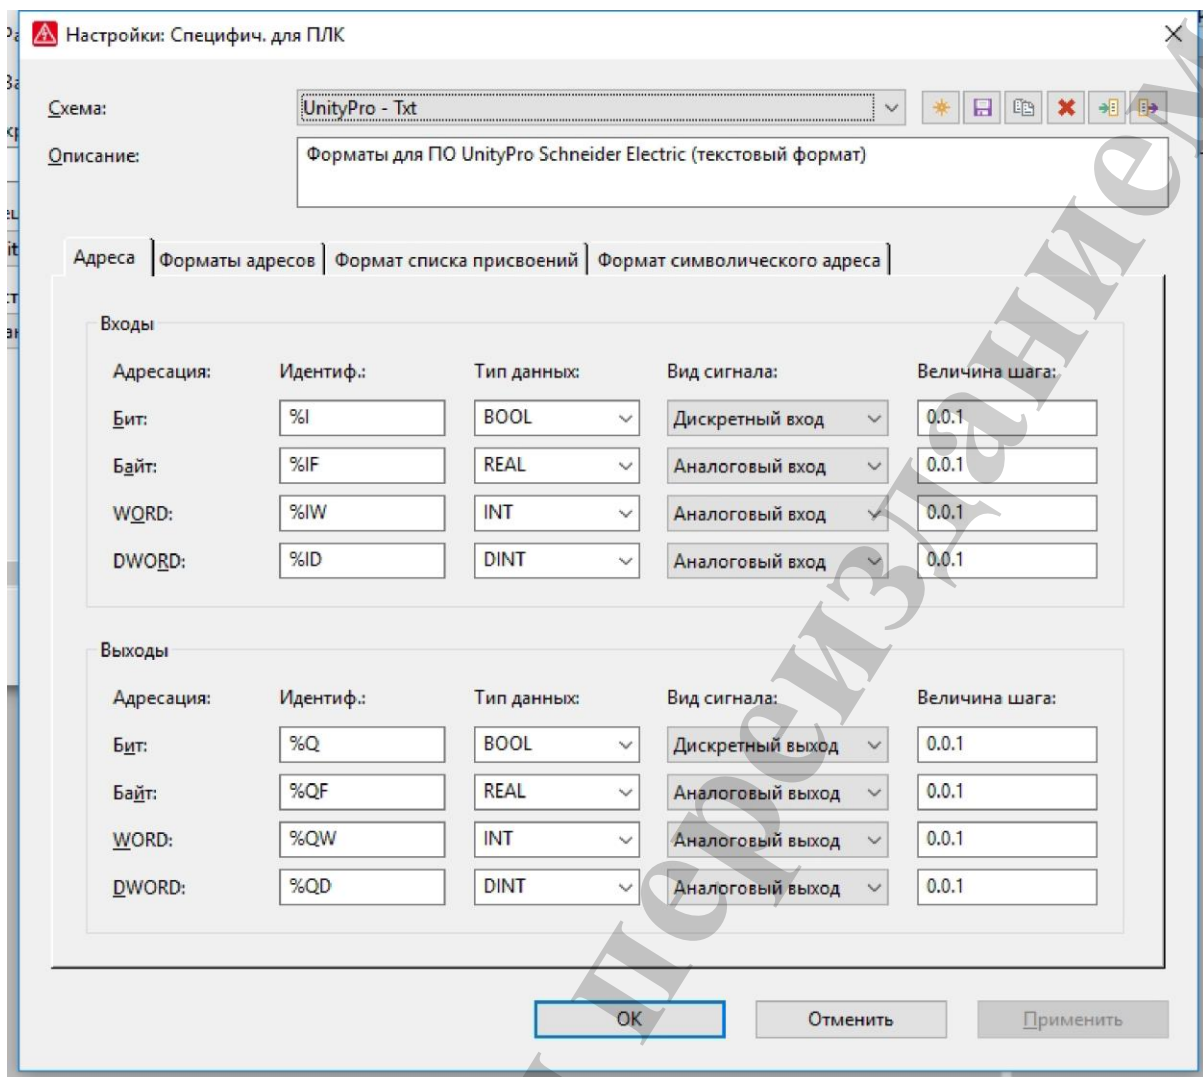 Настройки: Специфич. для ПЛК
Схема: UnityPro - Txt
Описание: Форматы для ПО UnityPro Schneider Electric (текстовый формат)
Адреса Форматы адресов Формат списка присвоений Формат символического адреса
Входы
Адресация: Идентиф.: Тип данных: Вид сигнала: Величина шага:
Бит: %I BOOL Дискретный вход 0.0.1
Байт: %IF REAL Аналоговый вход 0.0.1
WORD: %IW INT Аналоговый вход 0.0.1
DWORD: %ID DINT Аналоговый вход 0.0.1
Выходы
Адресация: Идентиф.: Тип данных: Вид сигнала: Величина шага:
Бит: %Q BOOL Дискретный выход 0.0.1
Байт: %QF REAL Аналоговый выход 0.0.1
WORD: %QW INT Аналоговый выход 0.0.1
DWORD: %QD DINT Аналоговый выход 0.0.1
OK Отменить Применить
переизданием